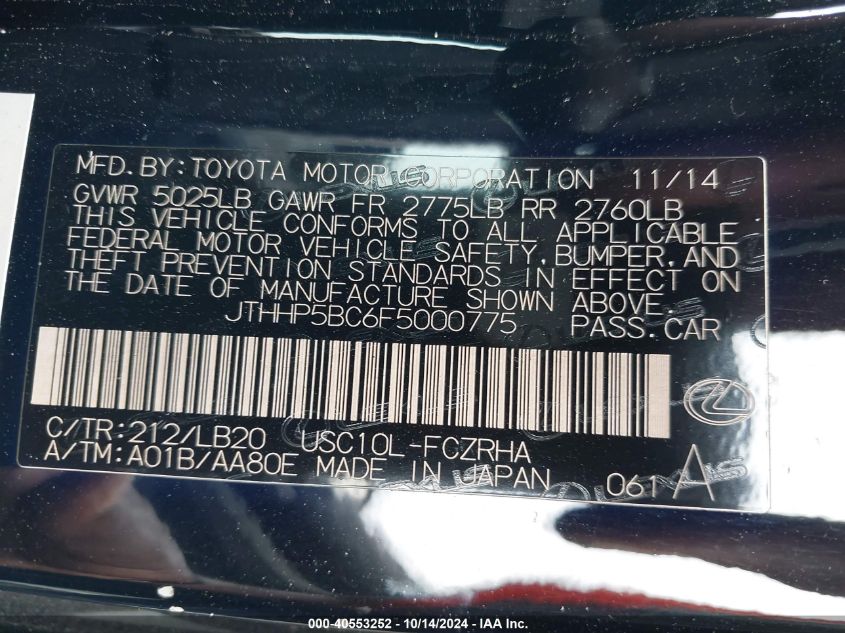 MFD.BY:TOYOTA MOTOR CORPORATION 11/14
GVWR 5025LB GAWR FR 2775LB RR 2760LB
THIS VEHICLE CONFORMS TO ALL APPLICABLE
FEDERAL MOTOR VEHICLE SAFETY,BUMPER,AND
THEFT PREVENTION STANDARDS IN EFFECT ON
THE DATE OF MANUFACTURE SHOWN ABOVE.
JTHHP5BC6F5000775 PASS.CAR
C/TR:212/LB20 USC10L-FCZRHA
A/TM:A01B/AA80E MADE IN JAPAN 061A
000-40553252 - 10/14/2024 - IAA Inc.